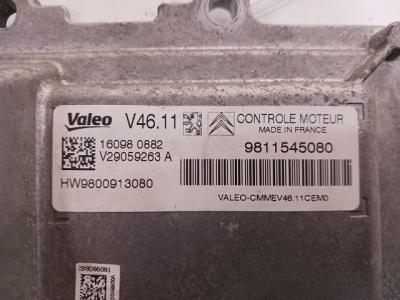 Valeo V46.11 CONTROLE MOTEUR
MADE IN FRANCE
16098 0882
V29059263 A
9811545080
HW9800913080
VALEO-CMMEV46.11CEM0